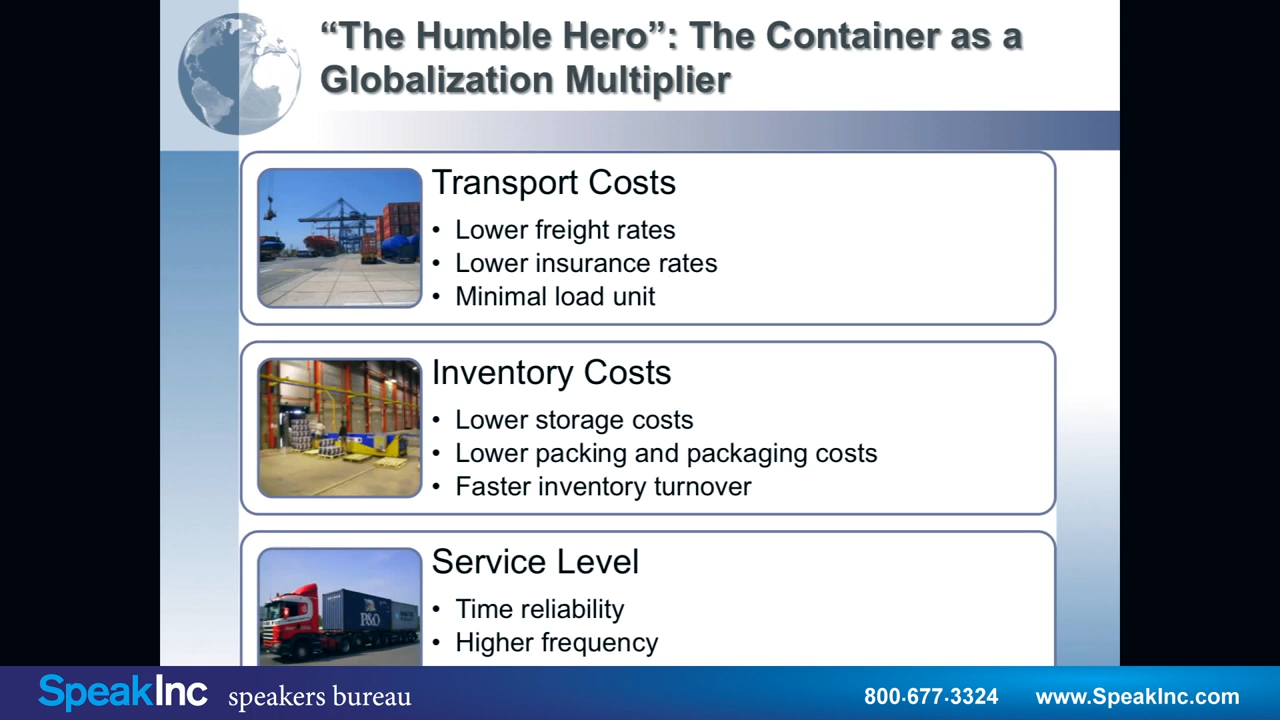 “The Humble Hero”: The Container as a
Globalization Multiplier
Transport Costs
• Lower freight rates
• Lower insurance rates
• Minimal load unit
Inventory Costs
• Lower storage costs
• Lower packing and packaging costs
• Faster inventory turnover
Service Level
• Time reliability
• Higher frequency
P&O
SpeakInc speakers bureau
800·677·3324 www.SpeakInc.com